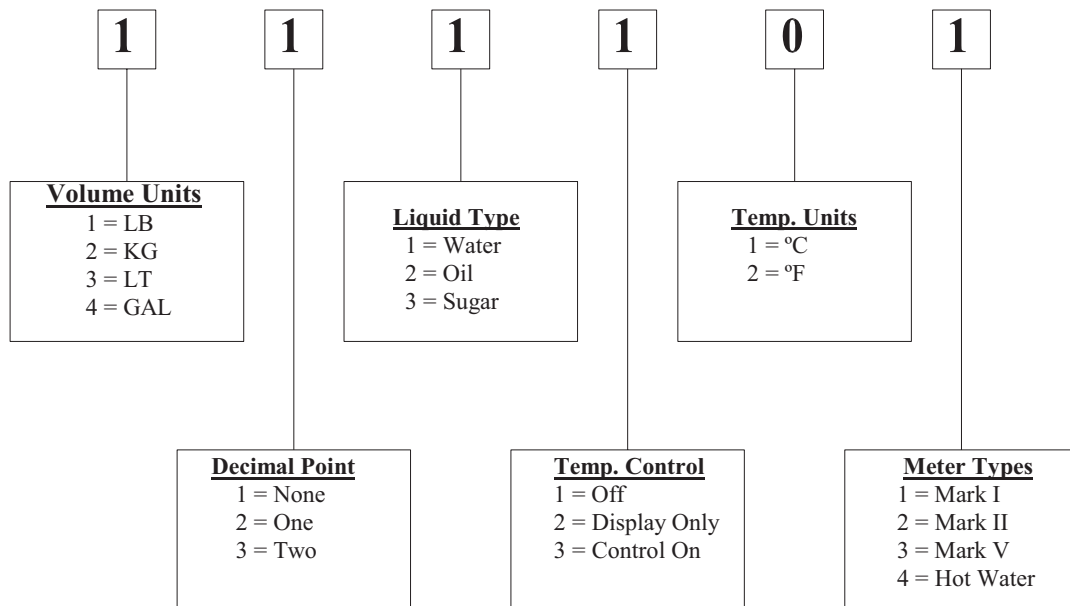 1 1 1 1 0 1
Volume Units
1 = LB
2 = KG
3 = LT
4 = GAL
Liquid Type
1 = Water
2 = Oil
3 = Sugar
Temp. Units
1 = ºC
2 = ºF
Decimal Point
1 = None
2 = One
3 = Two
Temp. Control
1 = Off
2 = Display Only
3 = Control On
Meter Types
1 = Mark I
2 = Mark II
3 = Mark V
4 = Hot Water